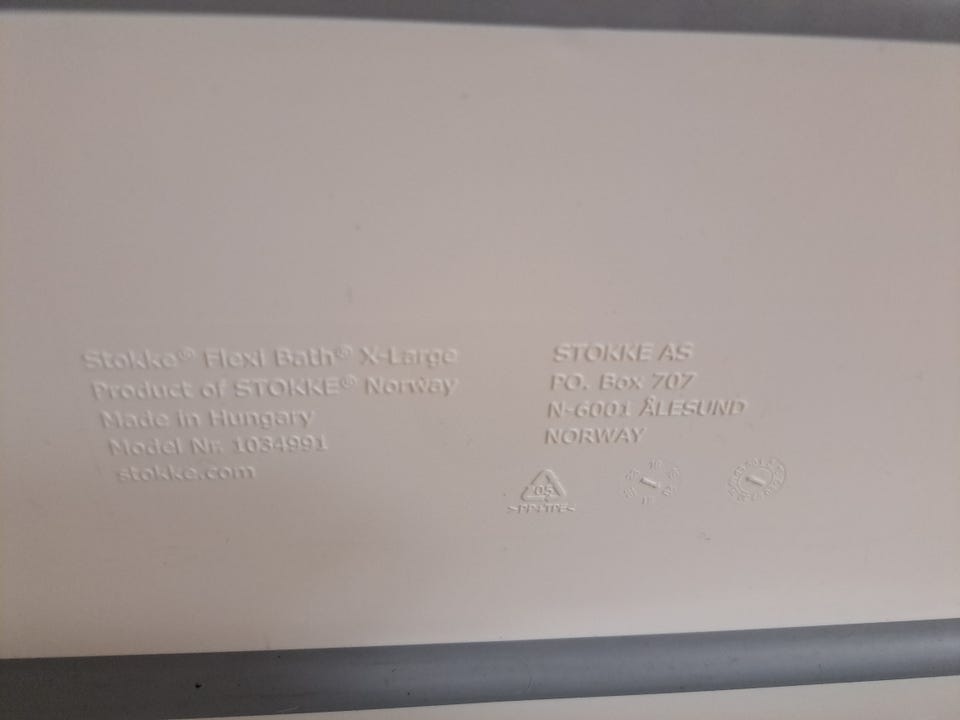 Stokke® Flexi Bath® X-Large
Product of STOKKE® Norway
Made in Hungary
Model Nr. 1034991
stokke.com
STOKKE AS
PO. Box 707
N-6001 ÅLESUND
NORWAY
05
>PP+TPE<